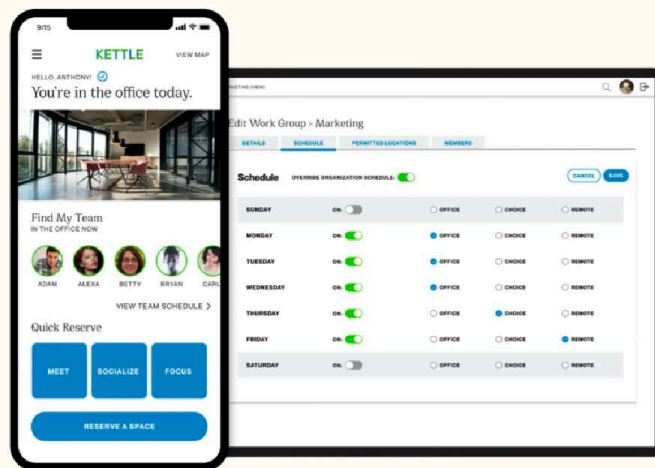 9:15
KETTLE
VIEW MAP
HELLO, ANTHONY!
You're in the office today.
Find My Team
IN THE OFFICE NOW
ADAM ALEXA BETTY BRYAN CARL
VIEW TEAM SCHEDULE >
Quick Reserve
MEET SOCIALIZE FOCUS
RESERVE A SPACE
Edit Work Group > Marketing
DETAILS SCHEDULE PERMITTED LOCATIONS MEMBERS
Schedule OVERRIDE ORGANIZATION SCHEDULE: CANCEL SAVE
SUNDAY ON: OFFICE CHOICE REMOTE
MONDAY ON: OFFICE CHOICE REMOTE
TUESDAY ON: OFFICE CHOICE REMOTE
WEDNESDAY ON: OFFICE CHOICE REMOTE
THURSDAY ON: OFFICE CHOICE REMOTE
FRIDAY ON: OFFICE CHOICE REMOTE
SATURDAY ON: OFFICE CHOICE REMOTE